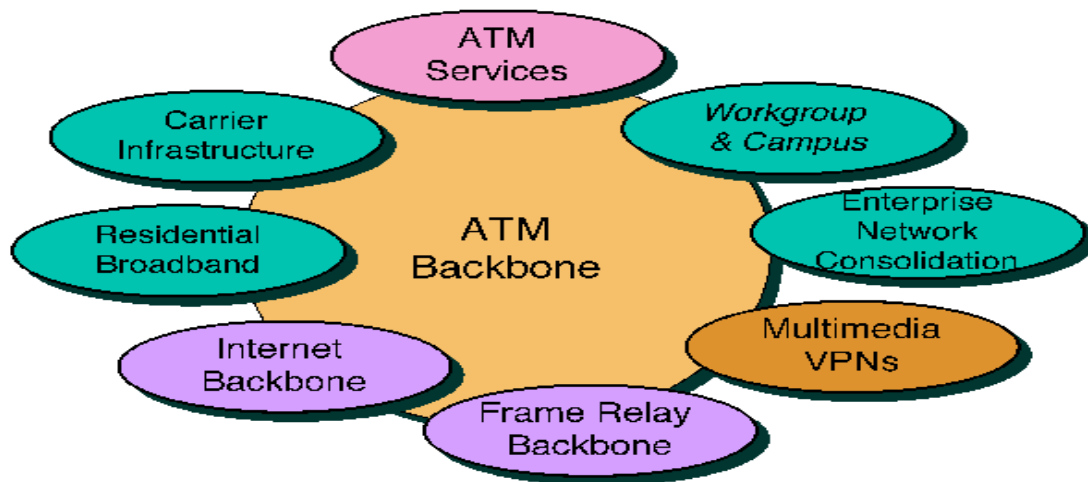 ATM
Services
Carrier
Infrastructure
Workgroup
& Campus
Residential
Broadband
ATM
Backbone
Enterprise
Network
Consolidation
Internet
Backbone
Multimedia
VPNs
Frame Relay
Backbone